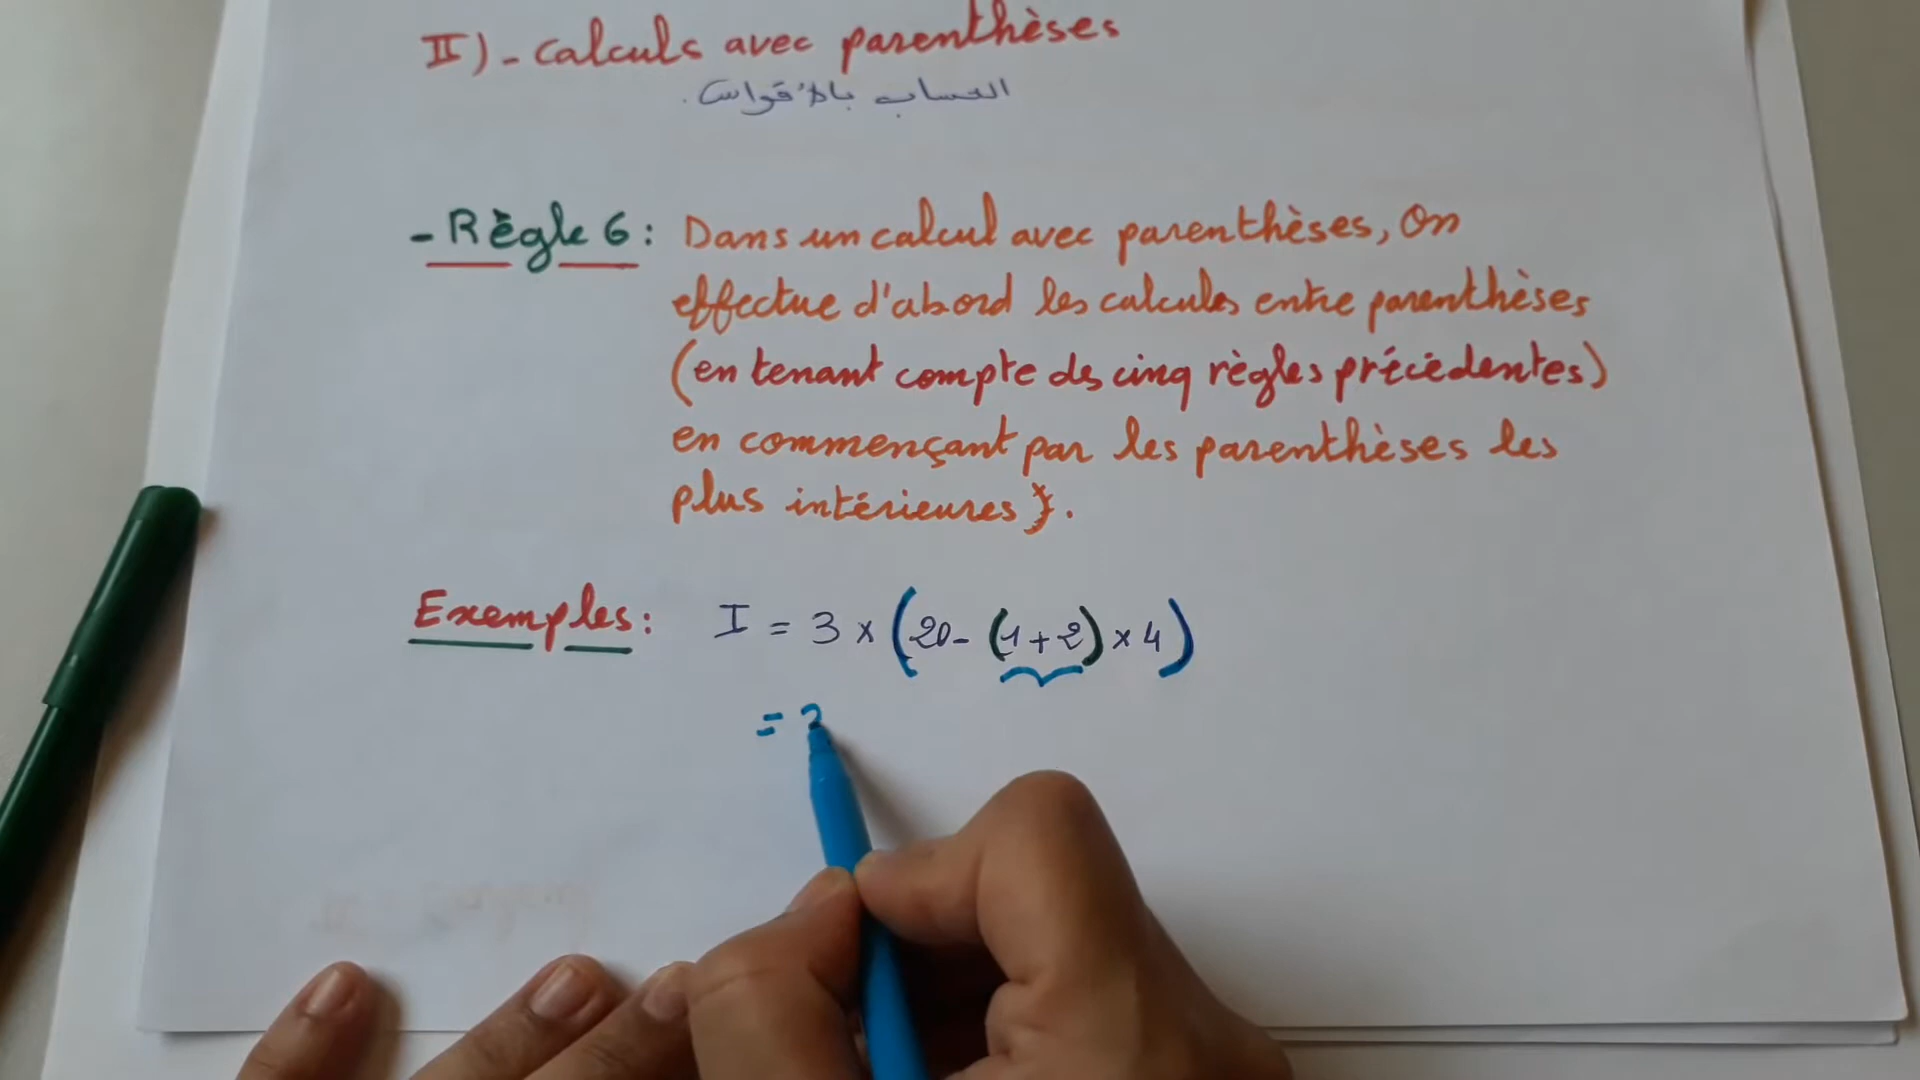 II) - Calculs avec parenthèses
الحساب بالأقواس.
- Règle 6 : Dans un calcul avec parenthèses, on
effectue d'abord les calculs entre parenthèses
(en tenant compte des cinq règles précédentes)
en commençant par les parenthèses les
plus intérieures}.
Exemples : I = 3 × (20 - (1 + 2) × 4)
=